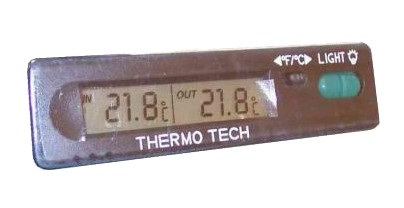 ◀°F/°C▶ LIGHT
IN 21.8°C OUT 21.8°C
THERMO TECH